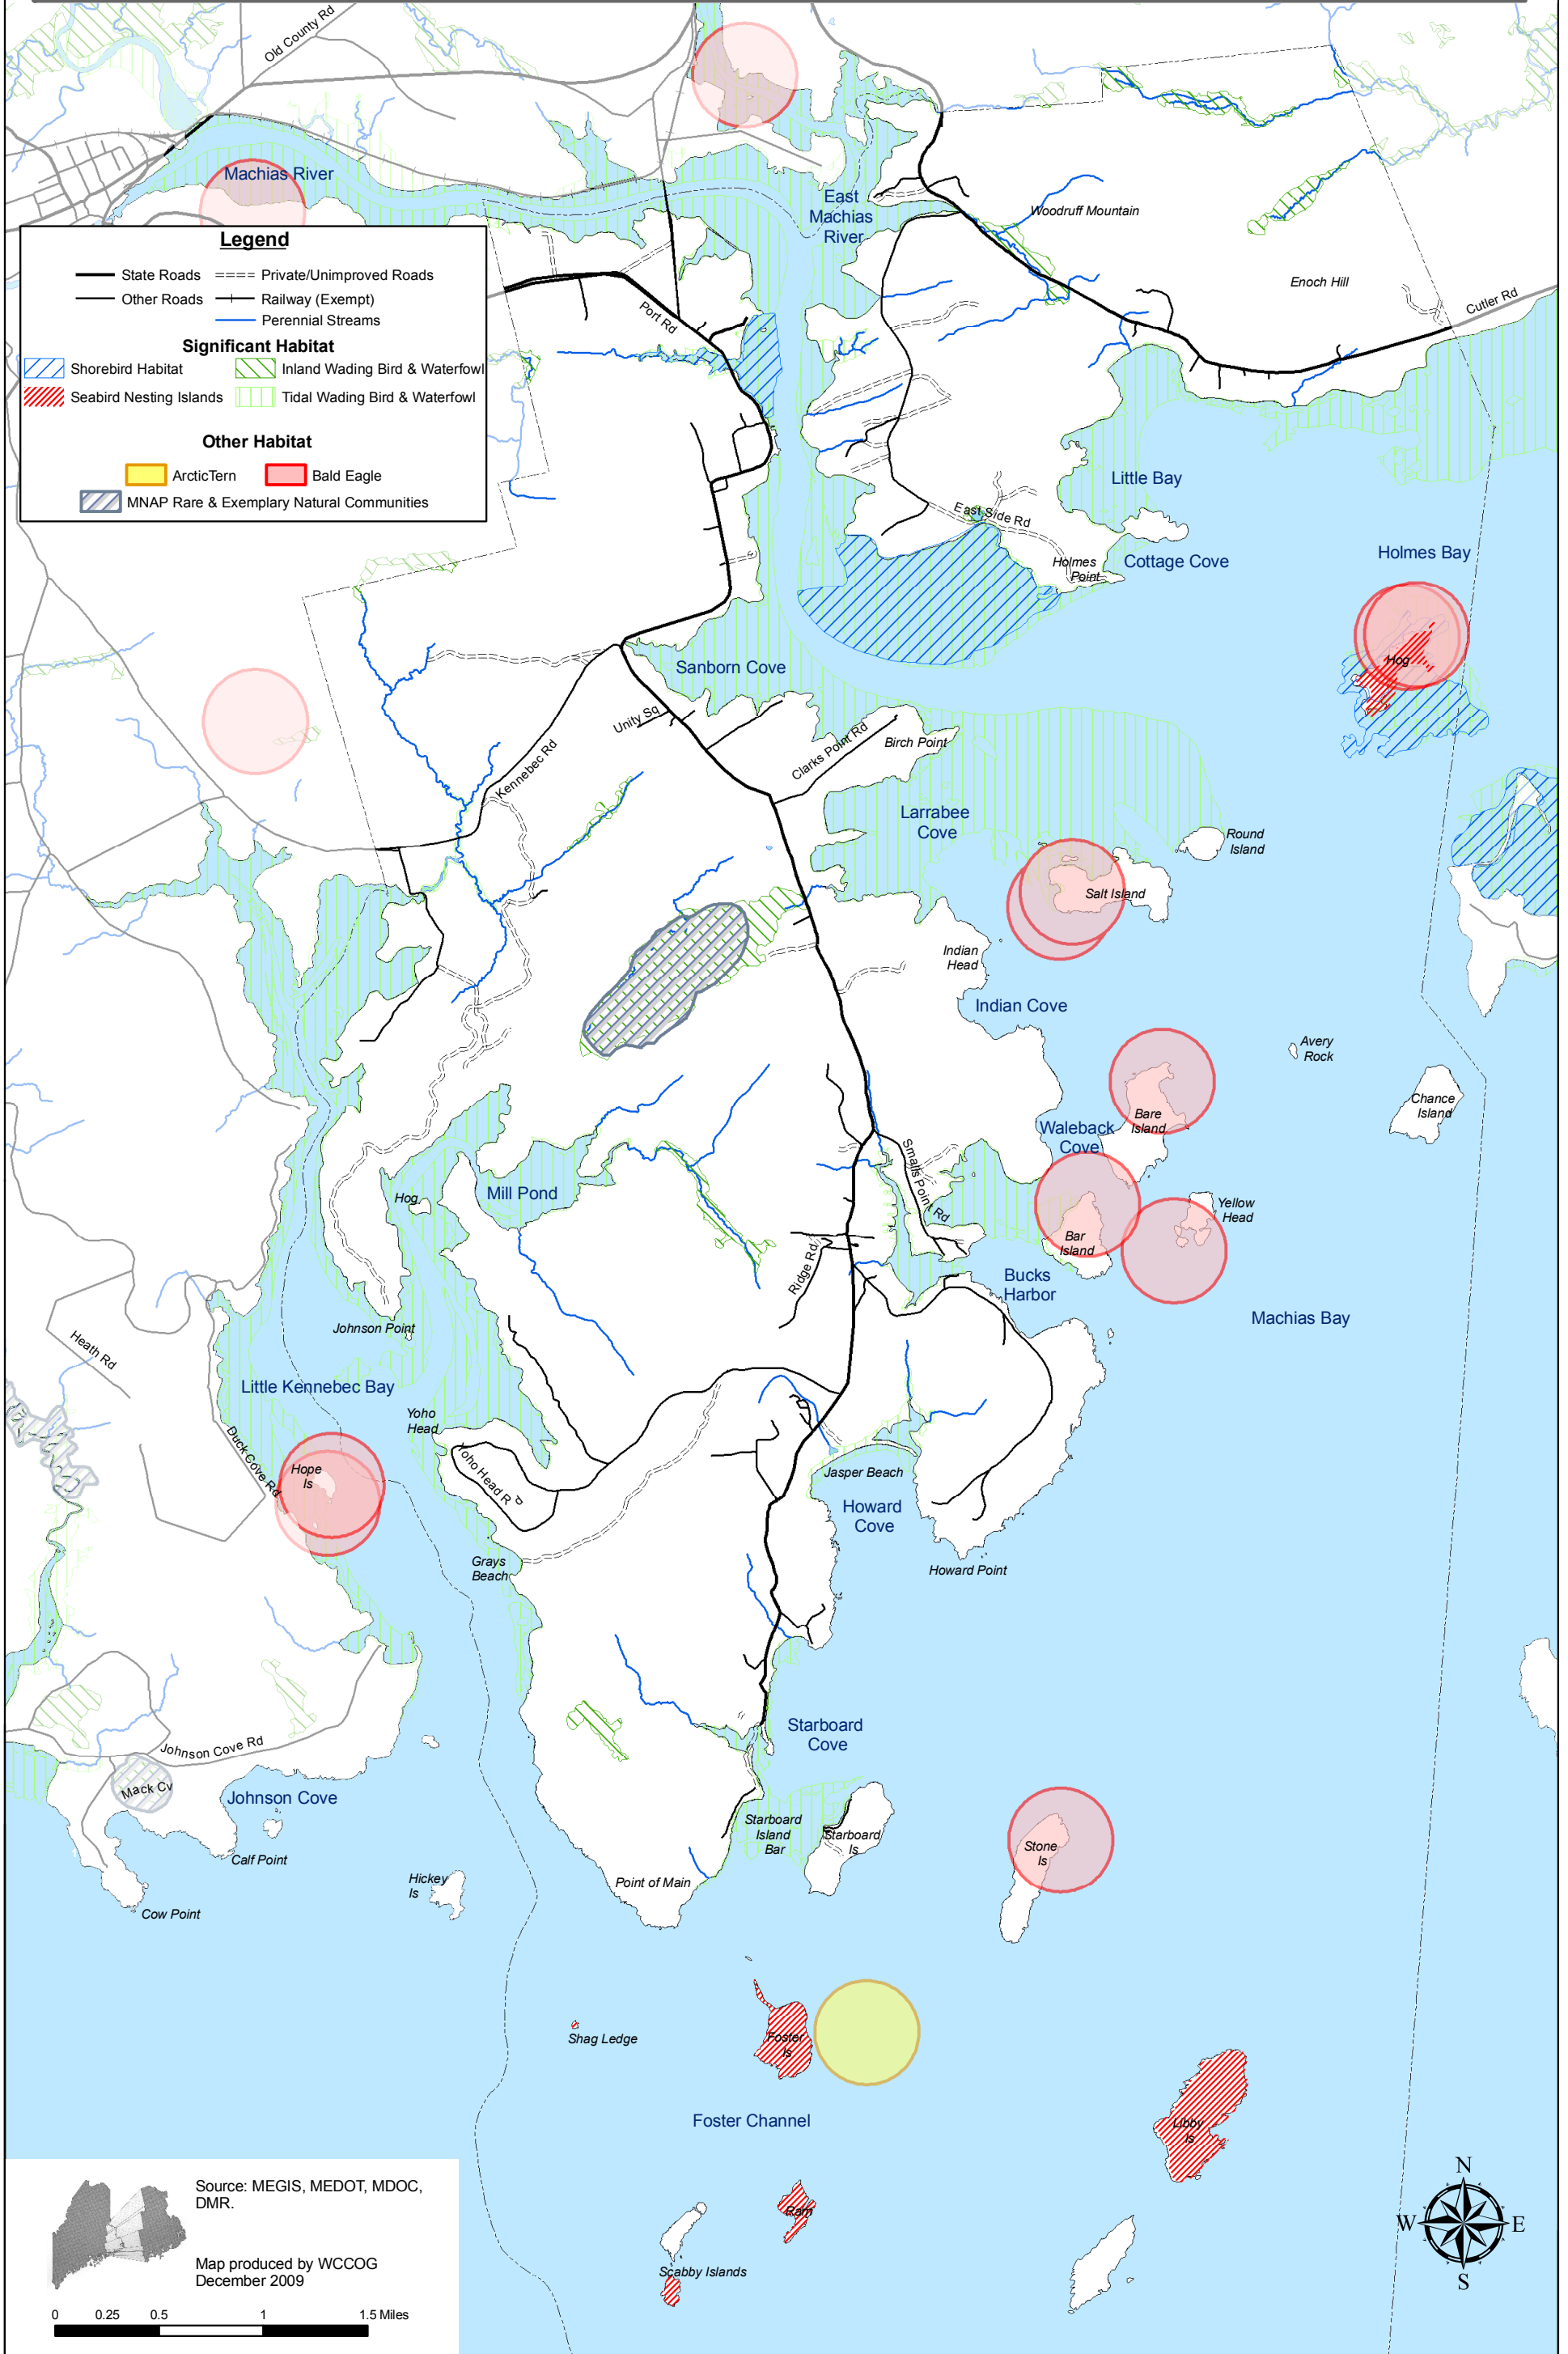 Old County Rd
Machias River
East
Machias
River
Woodruff Mountain
Enoch Hill
Cutler Rd
Port Rd
Legend
State Roads
Private/Unimproved Roads
Other Roads
Railway (Exempt)
Perennial Streams
Significant Habitat
Shorebird Habitat
Inland Wading Bird & Waterfowl
Seabird Nesting Islands
Tidal Wading Bird & Waterfowl
Other Habitat
ArcticTern
Bald Eagle
MNAP Rare & Exemplary Natural Communities
Little Bay
East Side Rd
Holmes
Point
Cottage Cove
Holmes Bay
Hog
Sanborn Cove
Unity Sq
Kennebec Rd
Clarks Point Rd
Birch Point
Larrabee
Cove
Round
Island
Salt Island
Indian
Head
Indian Cove
Avery
Rock
Chance
Island
Bare
Island
Waleback
Cove
Smalls Point Rd
Yellow
Head
Bar
Island
Hog
Mill Pond
Ridge Rd
Bucks
Harbor
Machias Bay
Johnson Point
Heath Rd
Little Kennebec Bay
Yoho
Head
Duck Cove Rd
Hope
Is
Yoho Head Rd
Jasper Beach
Howard
Cove
Grays
Beach
Howard Point
Starboard
Cove
Johnson Cove Rd
Mack Cv
Johnson Cove
Calf Point
Cow Point
Hickey
Is
Starboard
Island
Bar
Starboard
Is
Stone
Is
Point of Main
Shag Ledge
Foster
Is
Foster Channel
Libby
Is
Ram
Scabby Islands
Source: MEGIS, MEDOT, MDOC,
DMR.
Map produced by WCCOG
December 2009
0 0.25 0.5 1 1.5 Miles
N
W E
S